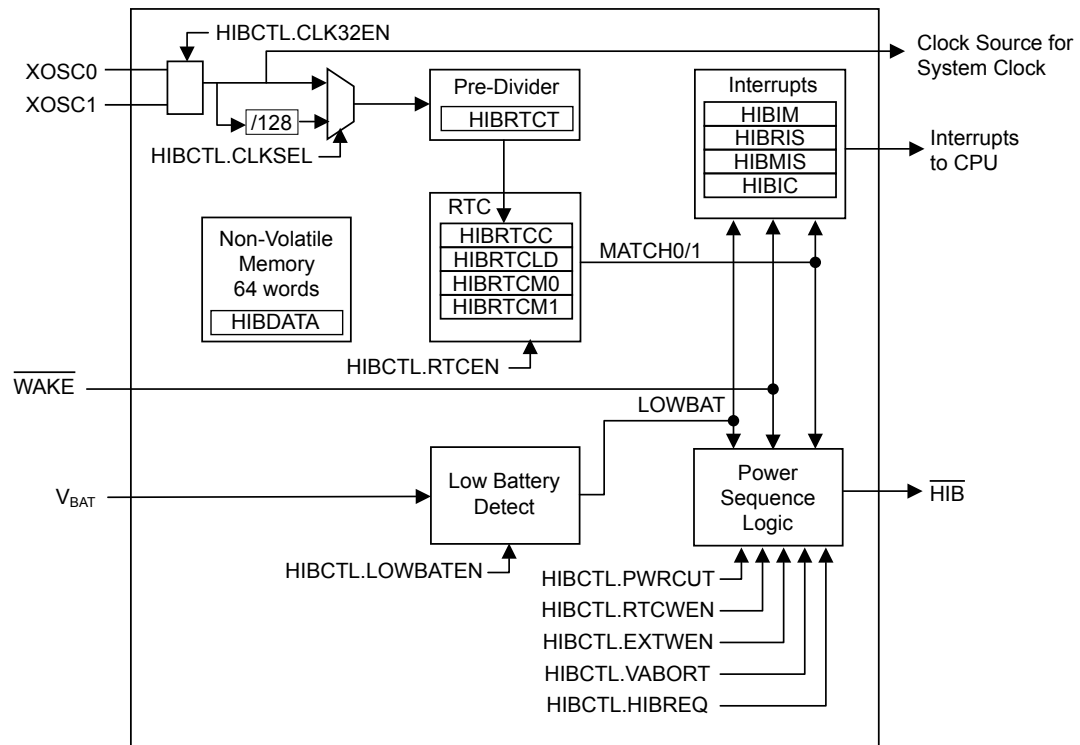 HIBCTL.CLK32EN
XOSC0
XOSC1
/128
HIBCTL.CLKSEL
Pre-Divider
HIBRTCT
Interrupts
HIBIM
HIBRIS
HIBMIS
HIBIC
Clock Source for
System Clock
Interrupts
to CPU
Non-Volatile
Memory
64 words
HIBDATA
RTC
HIBRTCC
HIBRTCLD
HIBRTCM0
HIBRTCM1
MATCH0/1
HIBCTL.RTCEN
WAKE
LOWBAT
VBAT
Low Battery
Detect
HIBCTL.LOWBATEN
Power
Sequence
Logic
HIB
HIBCTL.PWRCUT
HIBCTL.RTCWEN
HIBCTL.EXTWEN
HIBCTL.VABORT
HIBCTL.HIBREQ